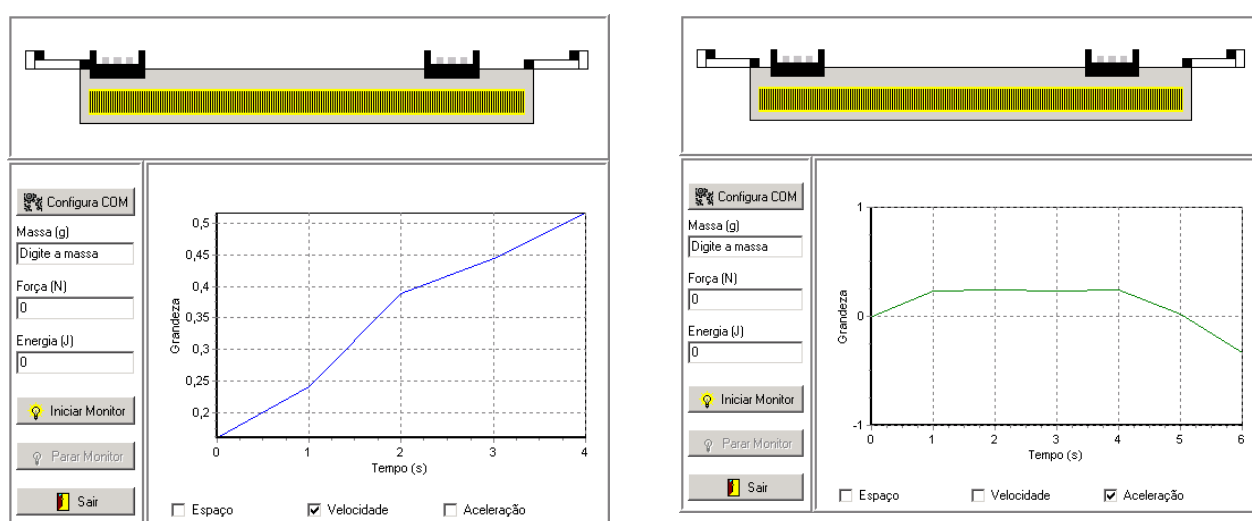 Configura COM
Massa (g)
Digite a massa
Força (N)
0
Energia (J)
0
Iniciar Monitor
Parar Monitor
Sair
Grandeza
0,5
0,45
0,4
0,35
0,3
0,25
0,2
0 1 2 3 4
Tempo (s)
Espaço Velocidade Aceleração
Configura COM
Massa (g)
Digite a massa
Força (N)
0
Energia (J)
0
Iniciar Monitor
Parar Monitor
Sair
Grandeza
1
0
-1
0 1 2 3 4 5 6
Tempo (s)
Espaço Velocidade Aceleração